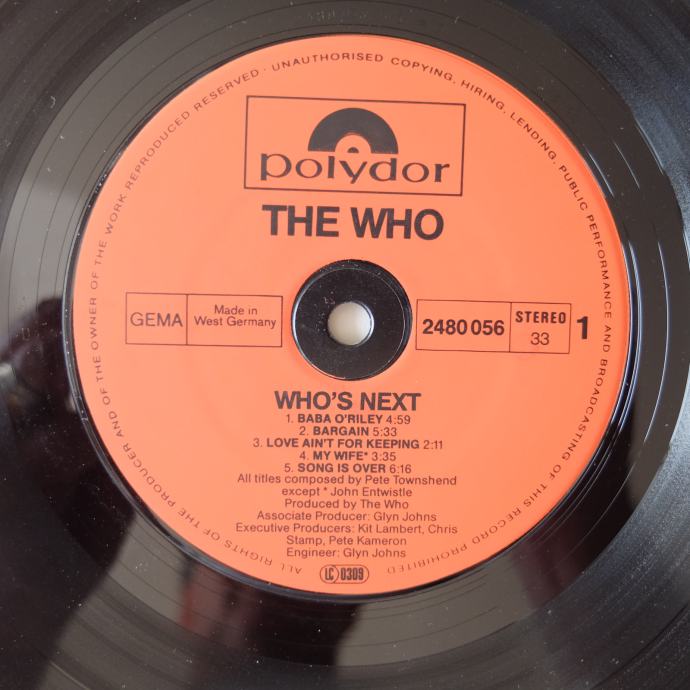 ALL RIGHTS OF THE PRODUCER AND OF THE OWNER OF THE WORK REPRODUCED RESERVED · UNAUTHORISED COPYING, HIRING, LENDING, PUBLIC PERFORMANCE AND BROADCASTING OF THIS RECORD PROHIBITED
polydor
THE WHO
GEMA
Made in
West Germany
2480 056
STEREO
33
1
WHO'S NEXT
1. BABA O'RILEY 4:59
2. BARGAIN 5:33
3. LOVE AIN'T FOR KEEPING 2:11
4. MY WIFE* 3:35
5. SONG IS OVER 6:16
All titles composed by Pete Townshend
except * John Entwistle
Produced by The Who
Associate Producer: Glyn Johns
Executive Producers: Kit Lambert, Chris
Stamp, Pete Kameron
Engineer: Glyn Johns
LC 0309